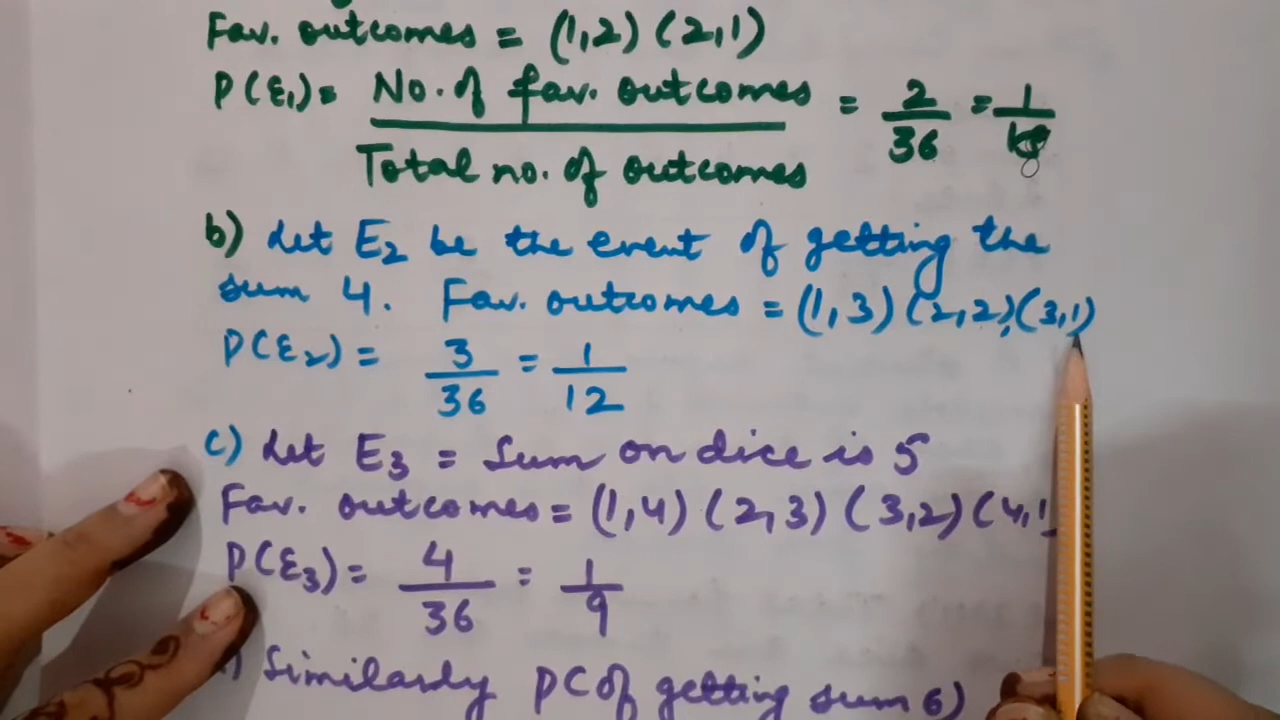 Fav. outcomes = (1,2) (2,1)
P(E1) = No. of fav. outcomes / Total no. of outcomes = 2/36 = 1/18
b) Let E2 be the event of getting the
sum 4. Fav. outcomes = (1,3) (2,2), (3,1)
P(E2) = 3/36 = 1/12
c) Let E3 = Sum on dice is 5
Fav. outcomes = (1,4) (2,3) (3,2) (4,1
P(E3) = 4/36 = 1/9
) Similarly P(of getting sum 6)